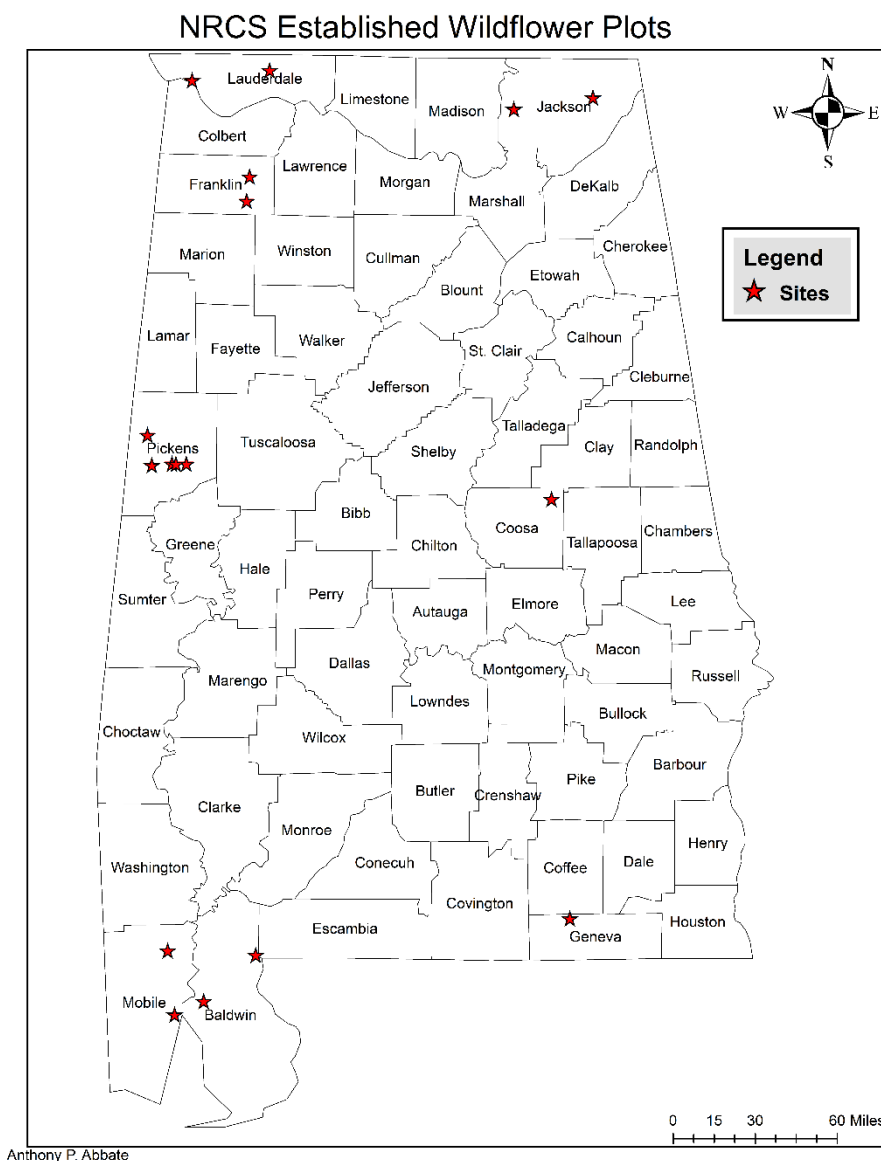 NRCS Established Wildflower Plots
N
W E
S
Lauderdale
Limestone
Madison
Jackson
Colbert
Lawrence
Franklin
Morgan
Marshall
DeKalb
Marion
Winston
Cullman
Cherokee
Etowah
Blount
Legend
Sites
Lamar
Fayette
Walker
St. Clair
Calhoun
Jefferson
Cleburne
Talladega
Pickens
Tuscaloosa
Shelby
Clay
Randolph
Bibb
Coosa
Chambers
Greene
Chilton
Tallapoosa
Hale
Sumter
Perry
Autauga
Elmore
Lee
Macon
Dallas
Montgomery
Marengo
Russell
Lowndes
Bullock
Choctaw
Wilcox
Barbour
Pike
Butler
Crenshaw
Clarke
Monroe
Henry
Washington
Conecuh
Coffee
Dale
Covington
Escambia
Houston
Geneva
Mobile
Baldwin
0 15 30 60 Miles
Anthony P. Abbate